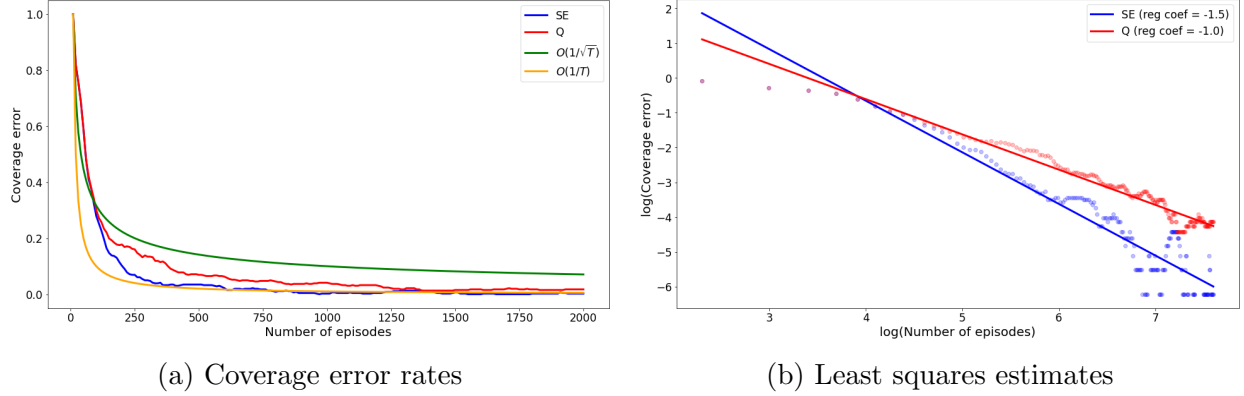 SE
Q
O(1/√T)
O(1/T)
Coverage error
1.0
0.8
0.6
0.4
0.2
0.0
0
250
500
750
1000
1250
1500
1750
2000
Number of episodes
(a) Coverage error rates
SE (reg coef = -1.5)
Q (reg coef = -1.0)
log(Coverage error)
2
1
0
−1
−2
−3
−4
−5
−6
3
4
5
6
7
log(Number of episodes)
(b) Least squares estimates